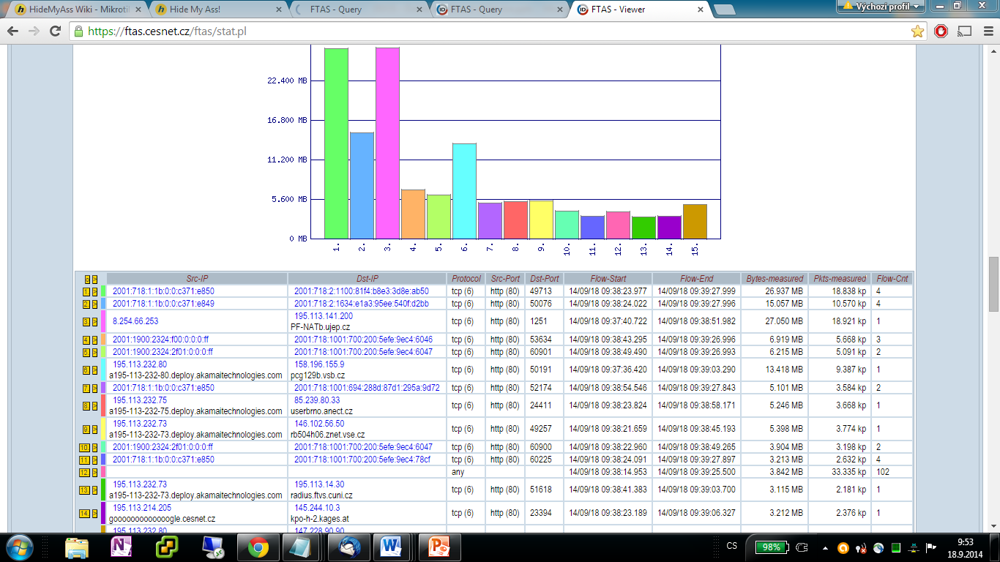 HideMyAss Wiki - Mikroti
Hide My Ass!
FTAS - Query
FTAS - Query
FTAS - Viewer
Výchozí profil
https://ftas.cesnet.cz/ftas/stat.pl
22.400 MB
16.800 MB
11.200 MB
5.600 MB
0 MB
1. 2. 3. 4. 5. 6. 7. 8. 9. 10. 11. 12. 13. 14. 15.
Src-IP Dst-IP Protocol Src-Port Dst-Port Flow-Start Flow-End Bytes-measured Pkts-measured Flow-Cnt
1. > 2001:718:1:1b:0:0:c371:e850 2001:718:2:1100:81f4:b8e3:3d8e:ab50 tcp (6) http (80) 49713 14/09/18 09:38:23.977 14/09/18 09:39:27.999 26.937 MB 18.838 kp 4
2. > 2001:718:1:1b:0:0:c371:e849 2001:718:2:1634:e1a3:95ee:540f:d2bb tcp (6) http (80) 50076 14/09/18 09:38:24.022 14/09/18 09:39:27.996 15.057 MB 10.570 kp 4
3. > 8.254.66.253 195.113.141.200 tcp (6) http (80) 1251 14/09/18 09:37:40.722 14/09/18 09:38:51.982 27.050 MB 18.921 kp 1
PF-NATb.ujep.cz
4. > 2001:1900:2324:f00:0:0:0:ff 2001:718:1001:700:200:5efe:9ec4:6046 tcp (6) http (80) 53634 14/09/18 09:38:43.295 14/09/18 09:39:26.996 6.919 MB 5.668 kp 3
5. > 2001:1900:2324:2f01:0:0:0:ff 2001:718:1001:700:200:5efe:9ec4:6047 tcp (6) http (80) 60901 14/09/18 09:38:49.490 14/09/18 09:39:26.993 6.215 MB 5.091 kp 2
6. > 195.113.232.80 158.196.155.9 tcp (6) http (80) 50191 14/09/18 09:37:36.420 14/09/18 09:39:03.290 13.418 MB 9.387 kp 1
a195-113-232-80.deploy.akamaitechnologies.com pcg129b.vsb.cz
7. > 2001:718:1:1b:0:0:c371:e850 2001:718:1001:694:288d:87d1:295a:9d72 tcp (6) http (80) 52174 14/09/18 09:38:54.546 14/09/18 09:39:27.843 5.101 MB 3.584 kp 2
8. > 195.113.232.75 85.239.80.33 tcp (6) http (80) 24411 14/09/18 09:38:23.824 14/09/18 09:38:58.171 5.246 MB 3.668 kp 1
a195-113-232-75.deploy.akamaitechnologies.com userbrno.anect.cz
9. > 195.113.232.73 146.102.56.50 tcp (6) http (80) 49257 14/09/18 09:38:21.659 14/09/18 09:38:45.193 5.398 MB 3.774 kp 1
a195-113-232-73.deploy.akamaitechnologies.com rb504h06.znet.vse.cz
10. > 2001:1900:2324:2f01:0:0:0:ff 2001:718:1001:700:200:5efe:9ec4:6047 tcp (6) http (80) 60900 14/09/18 09:38:22.960 14/09/18 09:38:49.265 3.904 MB 3.198 kp 2
11. > 2001:718:1:1b:0:0:c371:e850 2001:718:1001:700:200:5efe:9ec4:78cf tcp (6) http (80) 60225 14/09/18 09:38:24.091 14/09/18 09:39:27.897 3.213 MB 2.632 kp 4
12. > any 14/09/18 09:38:14.953 14/09/18 09:39:25.500 3.842 MB 33.335 kp 102
13. > 195.113.232.73 195.113.14.30 tcp (6) http (80) 51618 14/09/18 09:38:41.383 14/09/18 09:39:03.700 3.115 MB 2.181 kp 1
a195-113-232-73.deploy.akamaitechnologies.com radius.ftvs.cuni.cz
14. > 195.113.214.205 145.244.10.3 tcp (6) http (80) 23394 14/09/18 09:38:23.189 14/09/18 09:39:06.327 3.212 MB 2.376 kp 1
goooooooooooooogle.cesnet.cz kpo-h-2.kages.at
195.113.232.80 147.228.90.90
CS 98% 9:53
18.9.2014